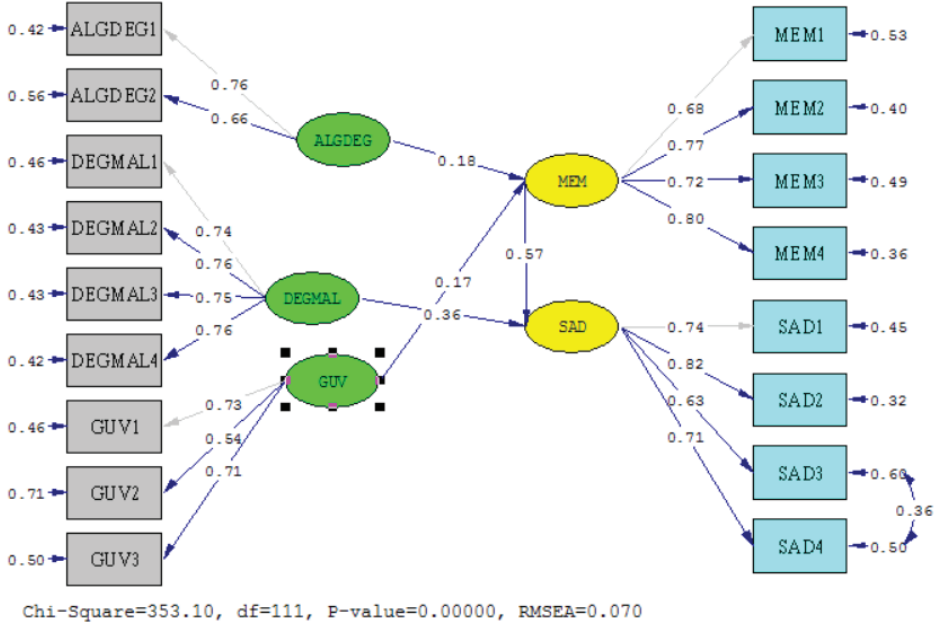 0.42 ALGDEG1
0.56 ALGDEG2
0.46 DEGMAL1
0.43 DEGMAL2
0.43 DEGMAL3
0.42 DEGMAL4
0.46 GUV1
0.71 GUV2
0.50 GUV3
0.76
0.66
ALGDEG
0.74
0.76
0.75
0.76
DEGMAL
0.73
0.54
0.71
GUV
0.18
0.17
0.36
MEM
0.57
SAD
0.68
0.77
0.72
0.80
0.74
0.82
0.63
0.71
MEM1 0.53
MEM2 0.40
MEM3 0.49
MEM4 0.36
SAD1 0.45
SAD2 0.32
SAD3 0.60
0.36
SAD4 0.50
Chi-Square=353.10, df=111, P-value=0.00000, RMSEA=0.070